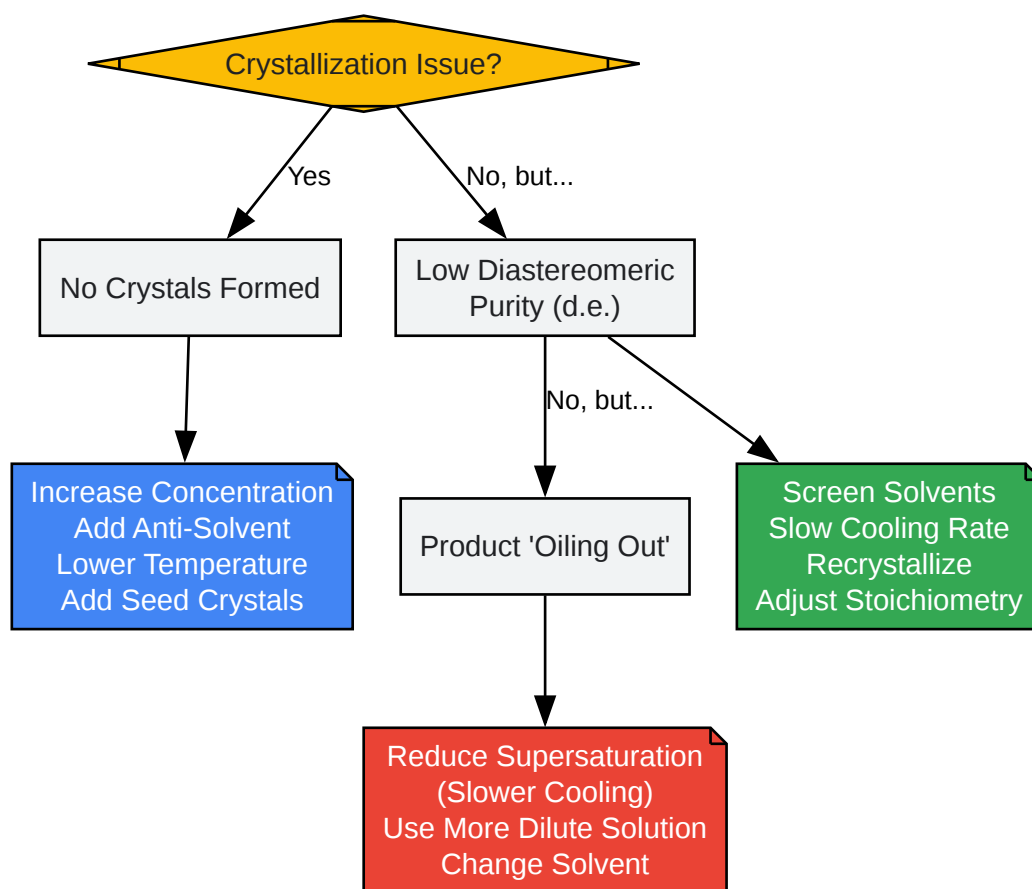 Crystallization Issue?
Yes
No, but...
No Crystals Formed
Low Diastereomeric
Purity (d.e.)
No, but...
Increase Concentration
Add Anti-Solvent
Lower Temperature
Add Seed Crystals
Product 'Oiling Out'
Screen Solvents
Slow Cooling Rate
Recrystallize
Adjust Stoichiometry
Reduce Supersaturation
(Slower Cooling)
Use More Dilute Solution
Change Solvent